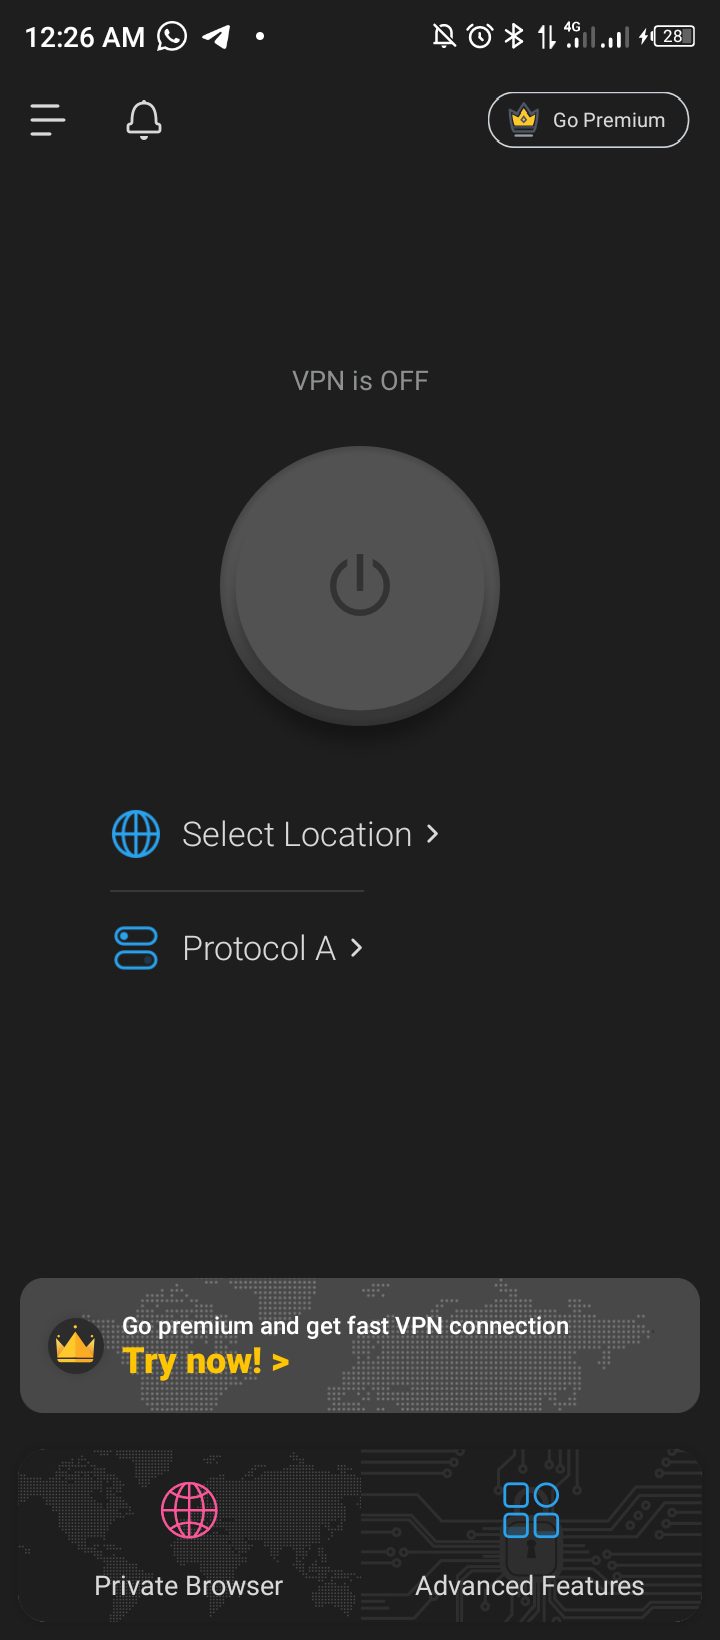 12:26 AM
4G
28
Go Premium
VPN is OFF
Select Location
Protocol A
Go premium and get fast VPN connection
Try now! >
Private Browser
Advanced Features